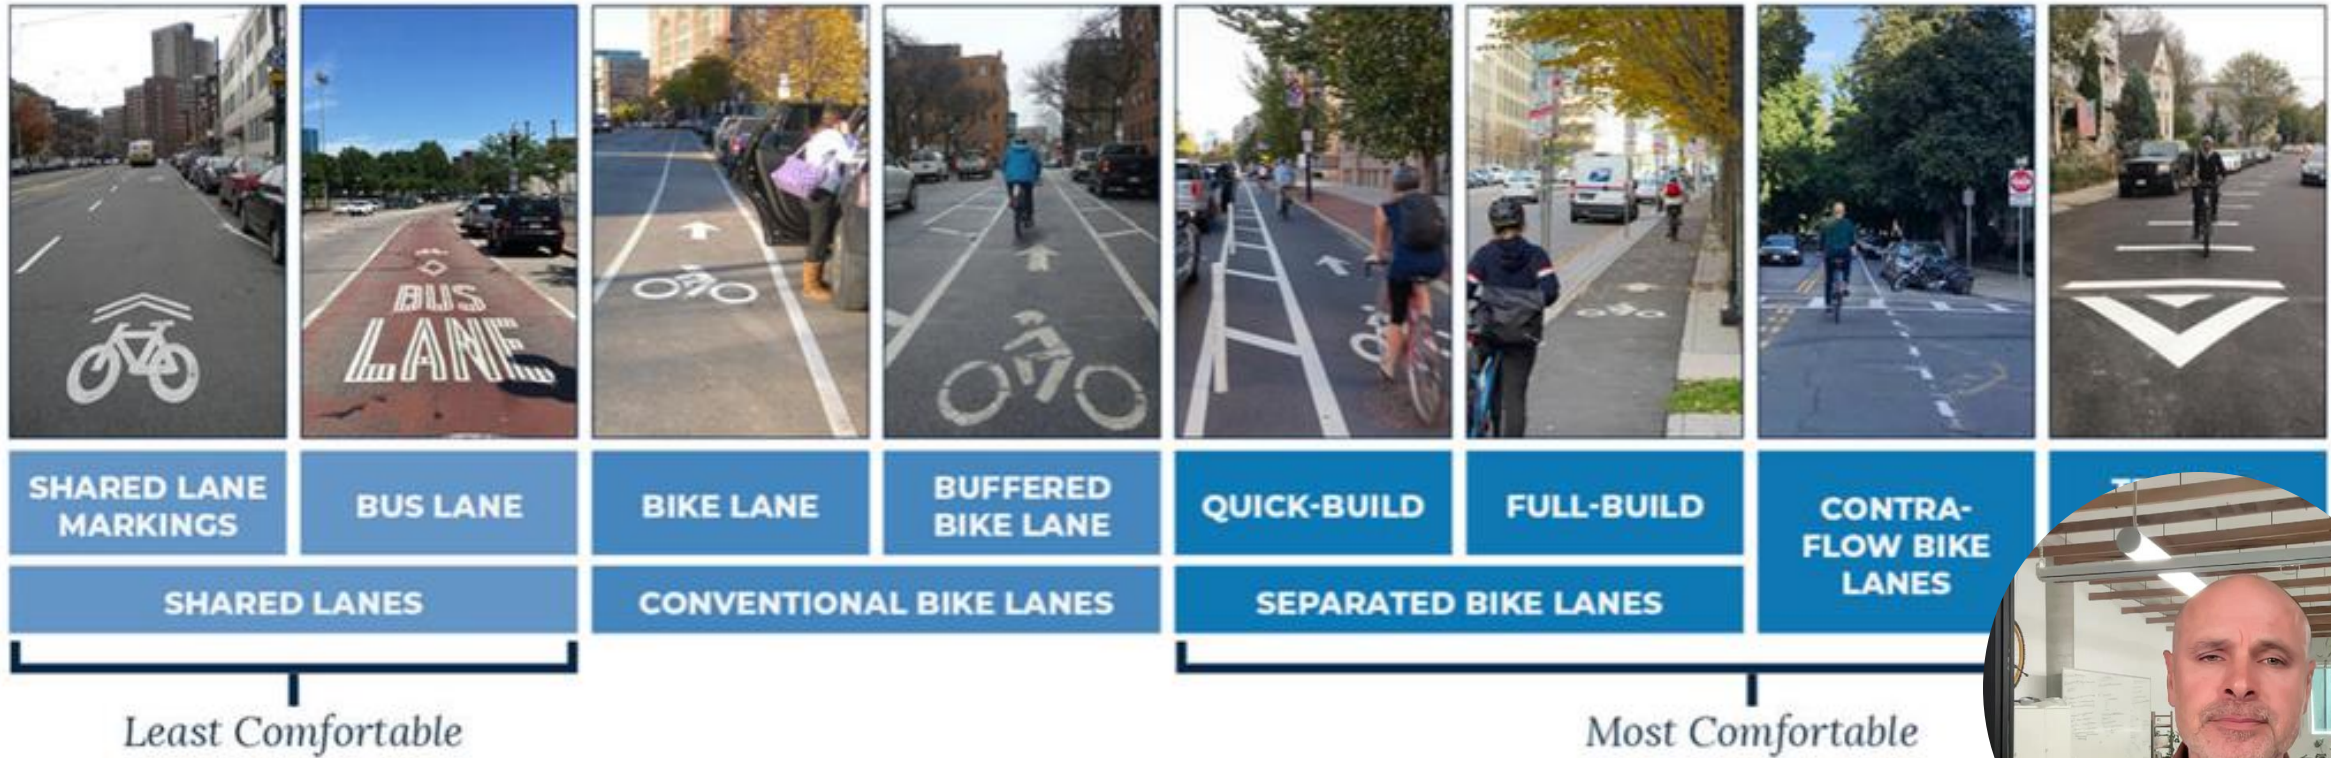 BUS
LANE
SHARED LANE
MARKINGS
BUS LANE
BIKE LANE
BUFFERED
BIKE LANE
QUICK-BUILD
FULL-BUILD
CONTRA-
FLOW BIKE
LANES
SHARED LANES
CONVENTIONAL BIKE LANES
SEPARATED BIKE LANES
Least Comfortable
Most Comfortable